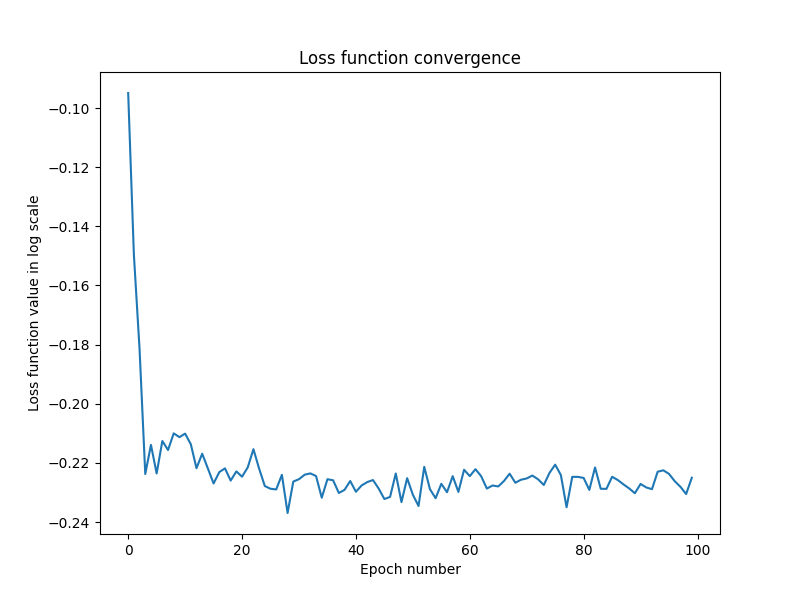 Loss function convergence
Loss function value in log scale
−0.10
−0.12
−0.14
−0.16
−0.18
−0.20
−0.22
−0.24
0 20 40 60 80 100
Epoch number